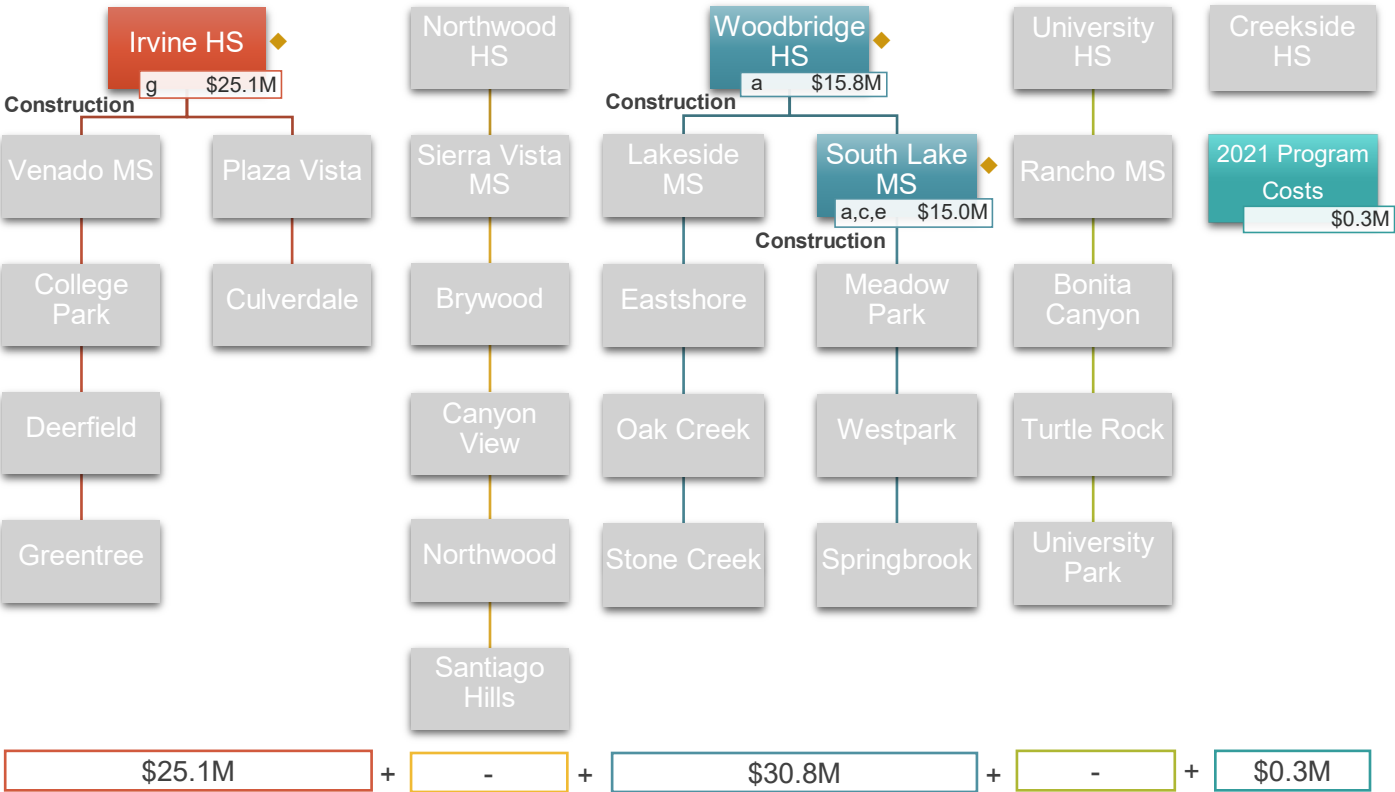 Irvine HS
g $25.1M
Construction
Northwood
HS
Woodbridge
HS
a $15.8M
Construction
University
HS
Creekside
HS
Venado MS
Plaza Vista
Sierra Vista
MS
Lakeside
MS
South Lake
MS
a,c,e $15.0M
Construction
Rancho MS
2021 Program
Costs
$0.3M
College
Park
Culverdale
Brywood
Eastshore
Meadow
Park
Bonita
Canyon
Deerfield
Canyon
View
Oak Creek
Westpark
Turtle Rock
Greentree
Northwood
Stone Creek
Springbrook
University
Park
Santiago
Hills
$25.1M + - + $30.8M + - + $0.3M